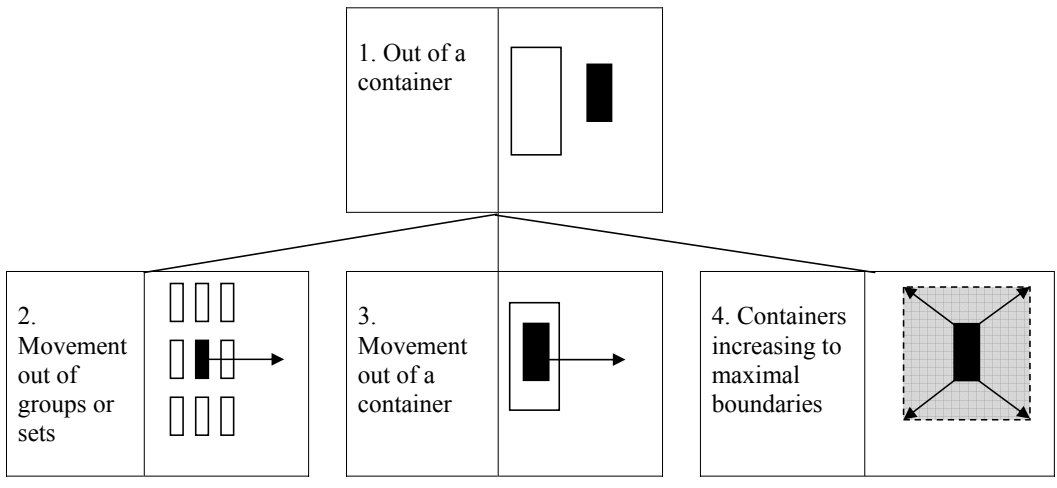 1. Out of a
container
2.
Movement
out of
groups or
sets
3.
Movement
out of a
container
4. Containers
increasing to
maximal
boundaries